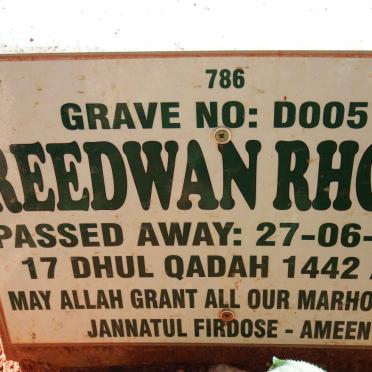 786
GRAVE NO: D005
REEDWAN RHO
PASSED AWAY: 27-06-
17 DHUL QADAH 1442
MAY ALLAH GRANT ALL OUR MARHO
JANNATUL FIRDOSE - AMEEN